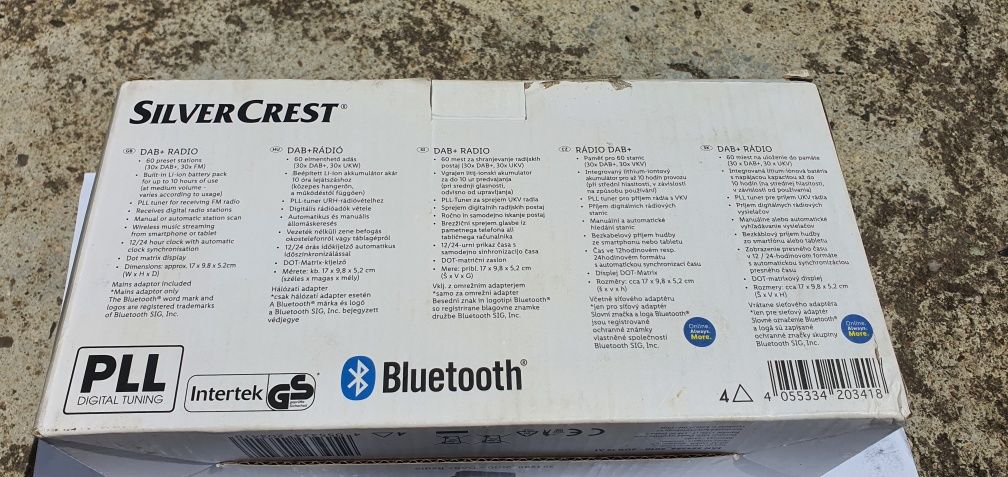 SILVERCREST®
GB DAB+ RADIO
• 60 preset stations
(30x DAB+, 30x FM)
• Built-in Li-ion battery pack
for up to 10 hours of use
(at medium volume -
varies according to usage)
• PLL tuner for receiving FM radio
• Receives digital radio stations
• Manual or automatic station scan
• Wireless music streaming
from smartphone or tablet
• 12/24 hour clock with automatic
clock synchronisation
• Dot matrix display
• Dimensions: approx. 17 x 9,8 x 5.2cm
(W x H x D)
Mains adaptor included
*Mains adaptor only
The Bluetooth® word mark and
logos are registered trademarks
of Bluetooth SIG, Inc.
HU DAB+RÁDIÓ
• 60 elmenthető adás
(30x DAB+, 30x UKW)
• Beépített Li-ion akkumulátor akár
10 óra lejátszáshoz
(közepes hangerőn,
a működéstől függően)
• PLL-tuner URH-rádióvételhez
• Digitális rádióadók vétele
• Automatikus és manuális
állomáskeresés
• Vezeték nélküli zene befogás
okostelefonról vagy táblagépről
• 12/24 órás időkijelző automatikus
időszinkronizálással
• DOT-Matrix-kijelző
• Mérete: kb. 17 x 9,8 x 5,2 cm
(széles x magas x mély)
Hálózati adapter
*csak hálózati adapter esetén
A Bluetooth® márka és logó
a Bluetooth SIG, Inc. bejegyzett
védjegye
SI DAB+ RADIO
• 60 mest za shranjevanje radijskih
postaj (30x DAB+, 30x UKV)
• Vgrajen litij-ionski akumulator
za do 10 ur predvajanja
(pri srednji glasnosti,
odvisno od upravljanja)
• PLL-Tuner za sprejem UKV radia
• Sprejem digitalnih radijskih postaj
• Ročno in samodejno iskanje postaj
• Brezžični sprejem glasbe iz
pametnega telefona ali
tabličnega računalnika
• 12/24-urni prikaz časa s
samodejno sinhronizacijo časa
• DOT-matrični zaslon
• Mere: pribl. 17 x 9,8 x 5,2 cm
(Š x V x G)
Vklj. z omrežnim adapterjem
*samo za omrežni adapter
Besedni znak in logotipi Bluetooth®
so registrirane blagovne znamke
družbe Bluetooth SIG, Inc.
CZ RÁDIO DAB+
• Paměť pro 60 stanic
(30x DAB+, 30x VKV)
• Integrovaný lithium-iontový
akumulátor pro až 10 hodin provozu
(při střední hlasitosti, v závislosti
na způsobu používání)
• PLL tuner pro příjem rádia s VKV
• Příjem digitálních rádiových
stanic
• Manuální a automatické
hledání stanic
• Bezkabelový příjem hudby
ze smartphonu nebo tabletu
• Čas ve 12hodinovém resp.
24hodinovém formátu
s automatickou synchronizací času
• Displej DOT-Matrix
• Rozměry: cca 17 x 9,8 x 5,2 cm
(š x v x h)
Včetně síťového adaptéru
*jen pro síťový adaptér
Slovní značka a loga Bluetooth®
jsou registrované
ochranné známky
vlastněné společností
Bluetooth SIG, Inc.
SK DAB+ RÁDIO
• 60 miest na uloženie do pamäte
(30x DAB+, 30x VKV)
• Integrovaná lítiovo-iónová batéria
s napájacou kapacitou až do
10 hodín (na strednej hlasitosti,
v závislosti od používania)
• PLL tuner pre príjem UKV rádia
• Príjem digitálnych rádiových
vysielačov
• Manuálne alebo automatické
vyhľadávanie vysielačov
• Bezkáblový príjem hudby
zo smartfónu alebo tabletu
• Zobrazenie presného času
v 12 / 24-hodinovom formáte
s automatickou synchronizáciou
presného času
• DOT-matrixový displej
• Rozmery: cca 17 x 9,8 x 5,2 cm
(Š x V x H)
Vrátane sieťového adaptéra
*len pre sieťový adaptér
Slovné označenie Bluetooth®
a logá sú zapísané
ochranné značky skupiny
Bluetooth SIG, Inc.
Online.
Always.
More.
Online.
Always.
More.
PLL
DIGITAL TUNING
Intertek
GS
geprüfte
Sicherheit
Bluetooth®
4
4 055334 203418